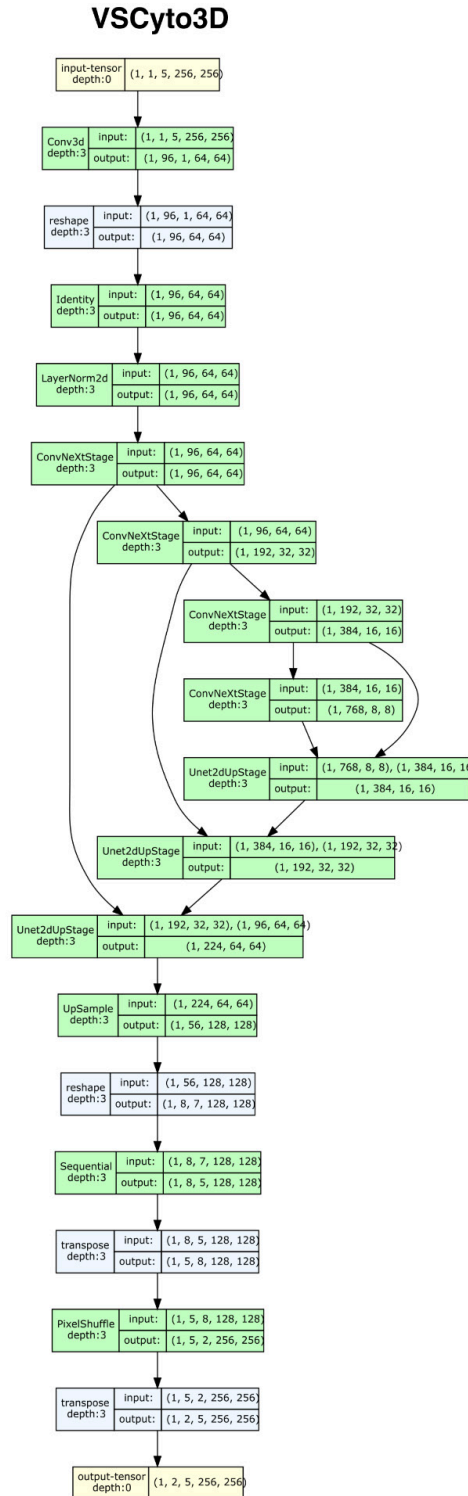 VSCyto3D
input-tensor
depth:0
(1, 1, 5, 256, 256)
Conv3d
depth:3
input:
(1, 1, 5, 256, 256)
output:
(1, 96, 1, 64, 64)
reshape
depth:3
input:
(1, 96, 1, 64, 64)
output:
(1, 96, 64, 64)
Identity
depth:3
input:
(1, 96, 64, 64)
output:
(1, 96, 64, 64)
LayerNorm2d
depth:3
input:
(1, 96, 64, 64)
output:
(1, 96, 64, 64)
ConvNeXtStage
depth:3
input:
(1, 96, 64, 64)
output:
(1, 96, 64, 64)
ConvNeXtStage
depth:3
input:
(1, 96, 64, 64)
output:
(1, 192, 32, 32)
ConvNeXtStage
depth:3
input:
(1, 192, 32, 32)
output:
(1, 384, 16, 16)
ConvNeXtStage
depth:3
input:
(1, 384, 16, 16)
output:
(1, 768, 8, 8)
Unet2dUpStage
depth:3
input:
(1, 768, 8, 8), (1, 384, 16, 16
output:
(1, 384, 16, 16)
Unet2dUpStage
depth:3
input:
(1, 384, 16, 16), (1, 192, 32, 32)
output:
(1, 192, 32, 32)
Unet2dUpStage
depth:3
input:
(1, 192, 32, 32), (1, 96, 64, 64)
output:
(1, 224, 64, 64)
UpSample
depth:3
input:
(1, 224, 64, 64)
output:
(1, 56, 128, 128)
reshape
depth:3
input:
(1, 56, 128, 128)
output:
(1, 8, 7, 128, 128)
Sequential
depth:3
input:
(1, 8, 7, 128, 128)
output:
(1, 8, 5, 128, 128)
transpose
depth:3
input:
(1, 8, 5, 128, 128)
output:
(1, 5, 8, 128, 128)
PixelShuffle
depth:3
input:
(1, 5, 8, 128, 128)
output:
(1, 5, 2, 256, 256)
transpose
depth:3
input:
(1, 5, 2, 256, 256)
output:
(1, 2, 5, 256, 256)
output-tensor
depth:0
(1, 2, 5, 256, 256)